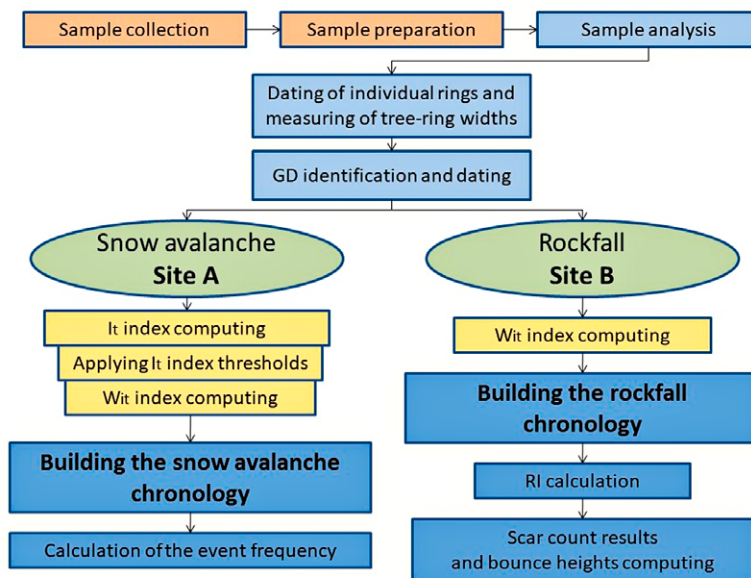 Sample collection
Sample preparation
Sample analysis
Dating of individual rings and
measuring of tree-ring widths
GD identification and dating
Snow avalanche
Site A
Rockfall
Site B
It index computing
Applying It index thresholds
Wit index computing
Wit index computing
Building the snow avalanche
chronology
Building the rockfall
chronology
Calculation of the event frequency
RI calculation
Scar count results
and bounce heights computing